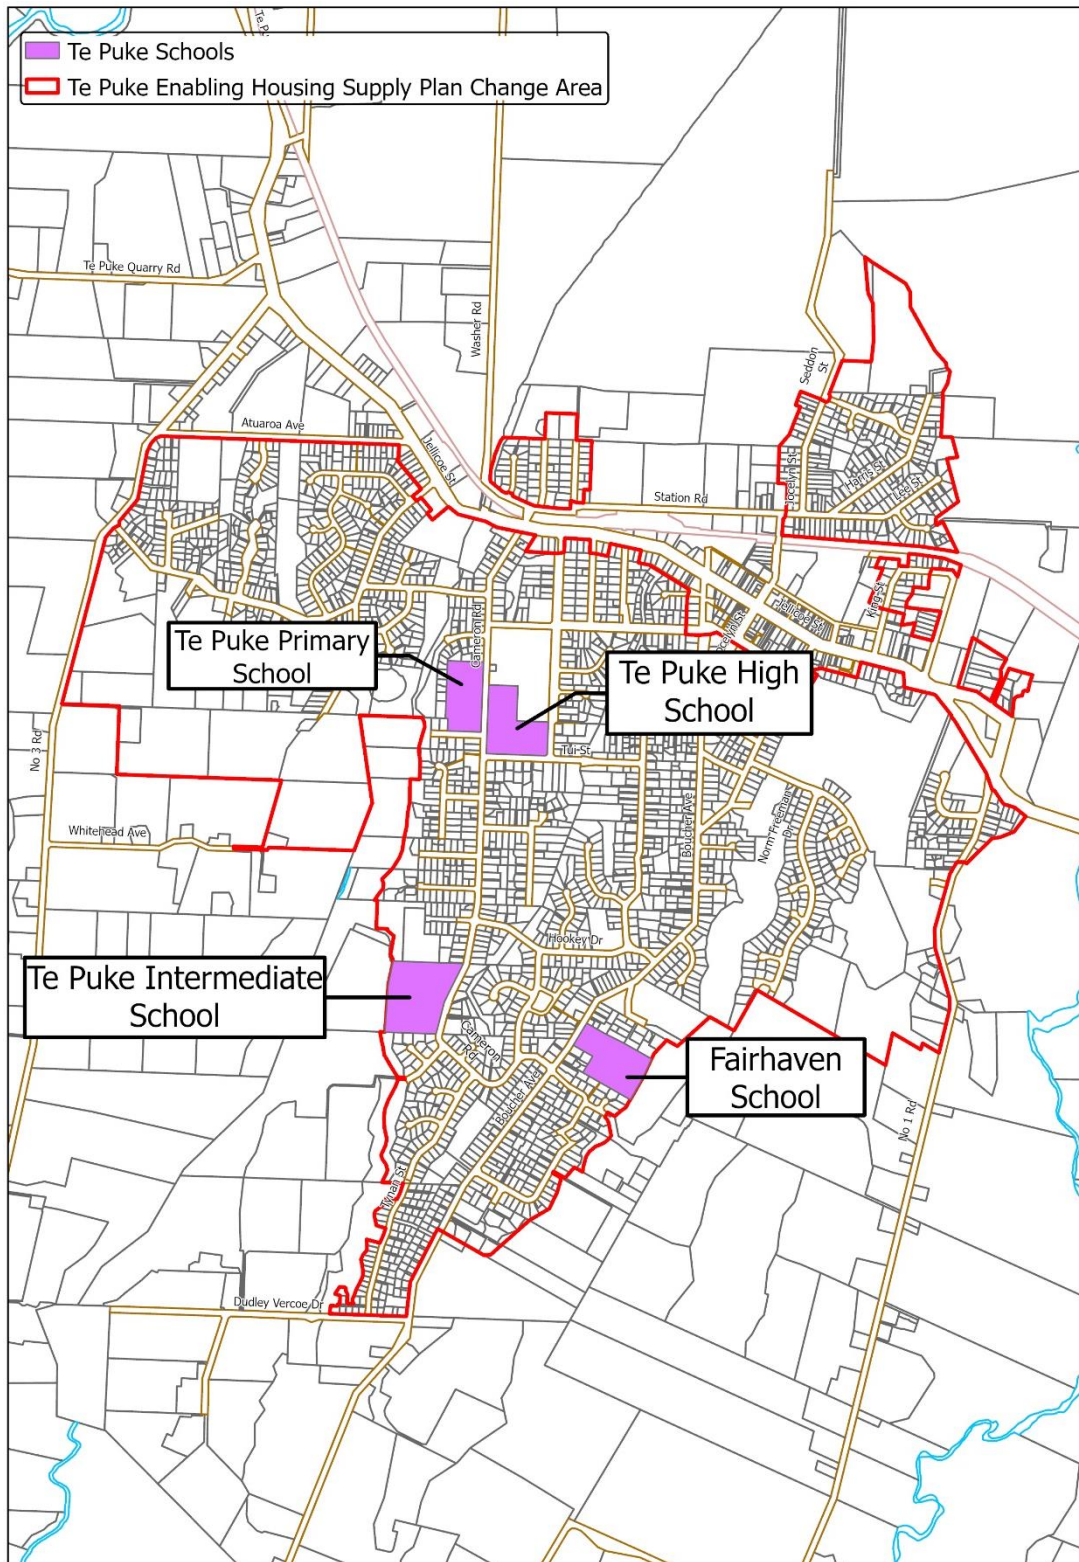 Te Puke Schools
Te Puke Enabling Housing Supply Plan Change Area
Te Puke Quarry Rd
Washer Rd
Seddon
St
Atuaroa Ave
Jellicoe St
Station Rd
Jocelyn St
Harris St
Lee St
King St
Jellicoe St
Cameron Rd
Te Puke Primary
School
Te Puke High
School
Tui St
No 3 Rd
Whitehead Ave
Boucher Ave
Norm Freeman
Dr
Hookey Dr
Te Puke Intermediate
School
Cameron
Rd
Fairhaven
School
Boucher Ave
No 1 Rd
Tynan St
Dudley Vercoe Dr